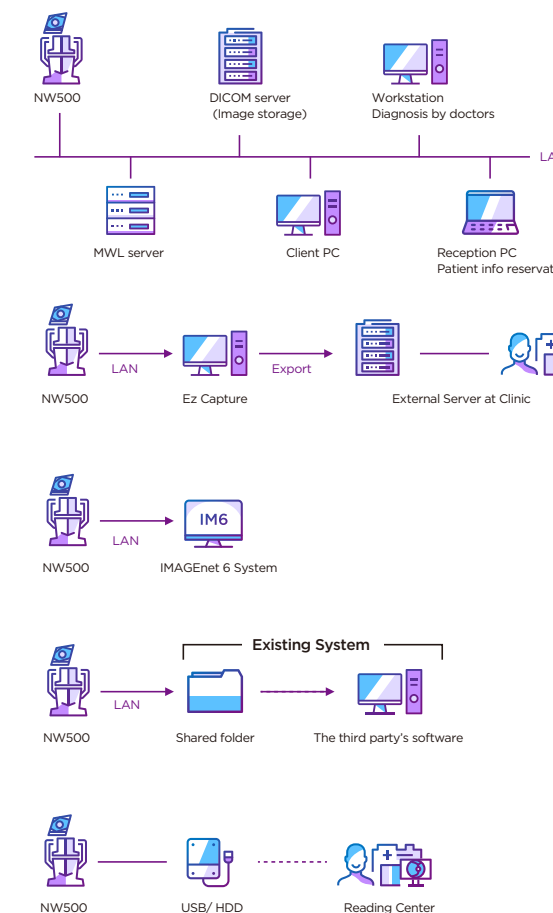 NW500
DICOM server
(Image storage)
Workstation
Diagnosis by doctors
MWL server
Client PC
Reception PC
Patient info
LAN
Export
NW500
Ez Capture
External Server at Clinic
IM6
LAN
NW500
IMAGEnet 6 System
Existing System
LAN
NW500
Shared folder
The third party's software
NW500
USB/ HDD
Reading Center